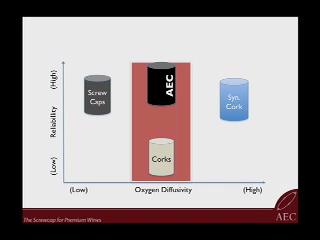 (High)
Reliability
(Low)
Screw
Caps
AEC
Syn.
Cork
Corks
(Low) Oxygen Diffusivity (High)
The Screwcap for Premium Wines
AEC